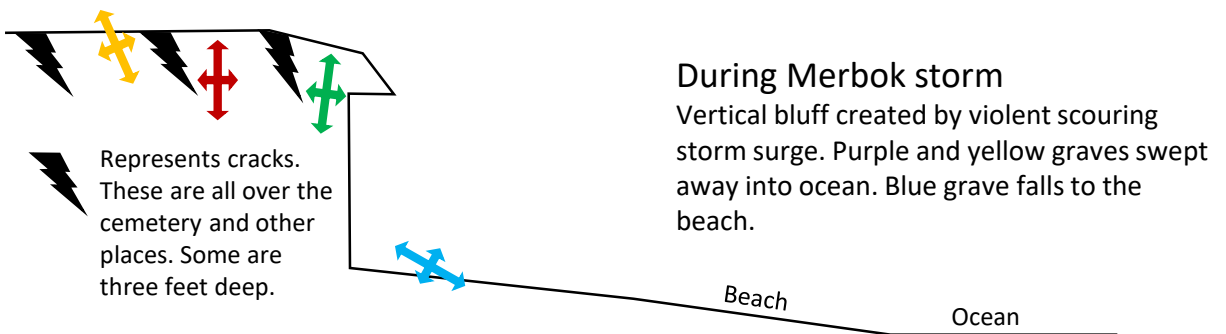 During Merbok storm
Vertical bluff created by violent scouring
storm surge. Purple and yellow graves swept
away into ocean. Blue grave falls to the
beach.
Represents cracks.
These are all over the
cemetery and other
places. Some are
three feet deep.
Beach
Ocean